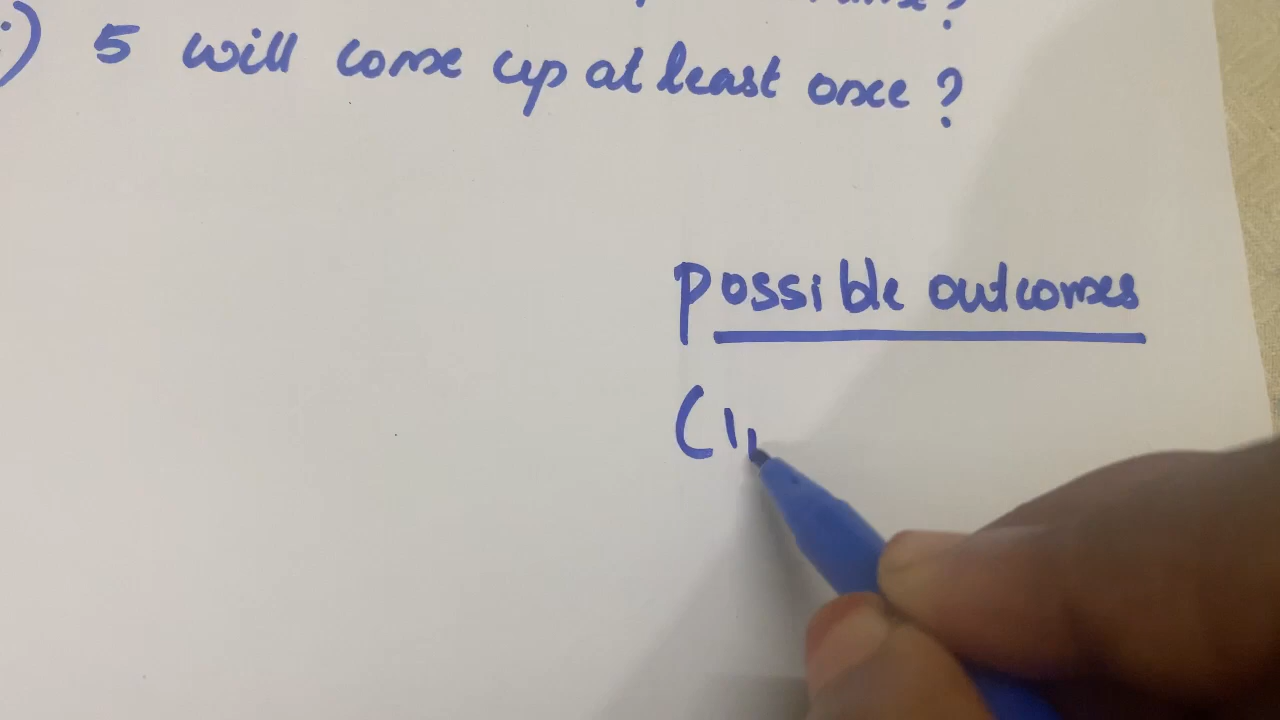 :) 5 will come up at least once?
possible outcomes
(1,